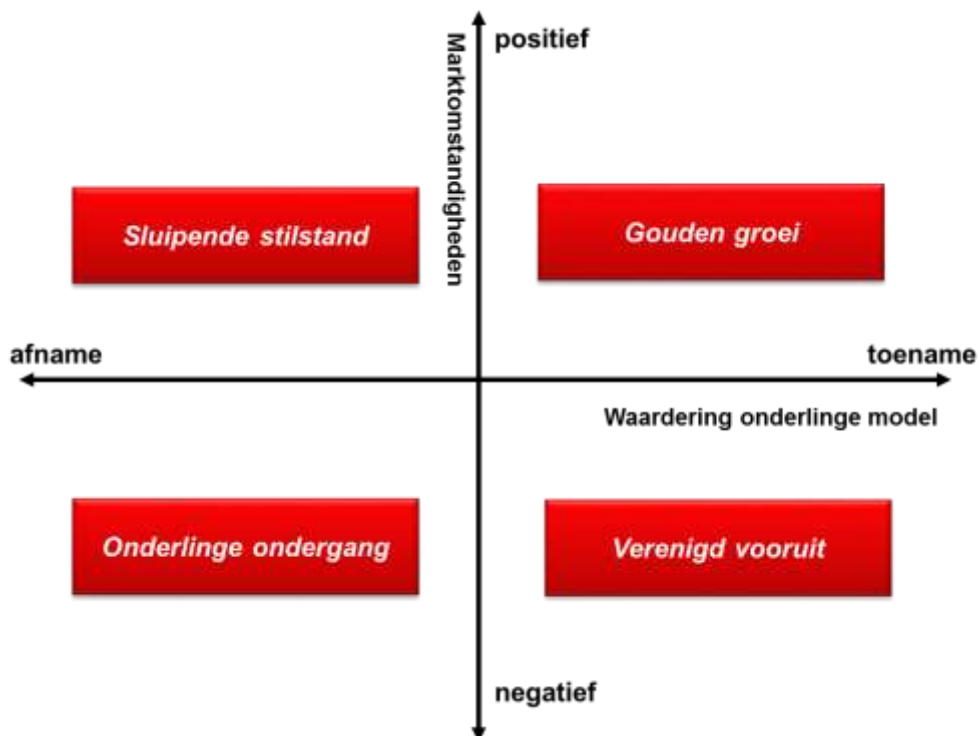 positief
Marktomstandigheden
Sluipende stilstand
Gouden groei
afname
toename
Waardering onderlinge model
Onderlinge ondergang
Verenigd vooruit
negatief